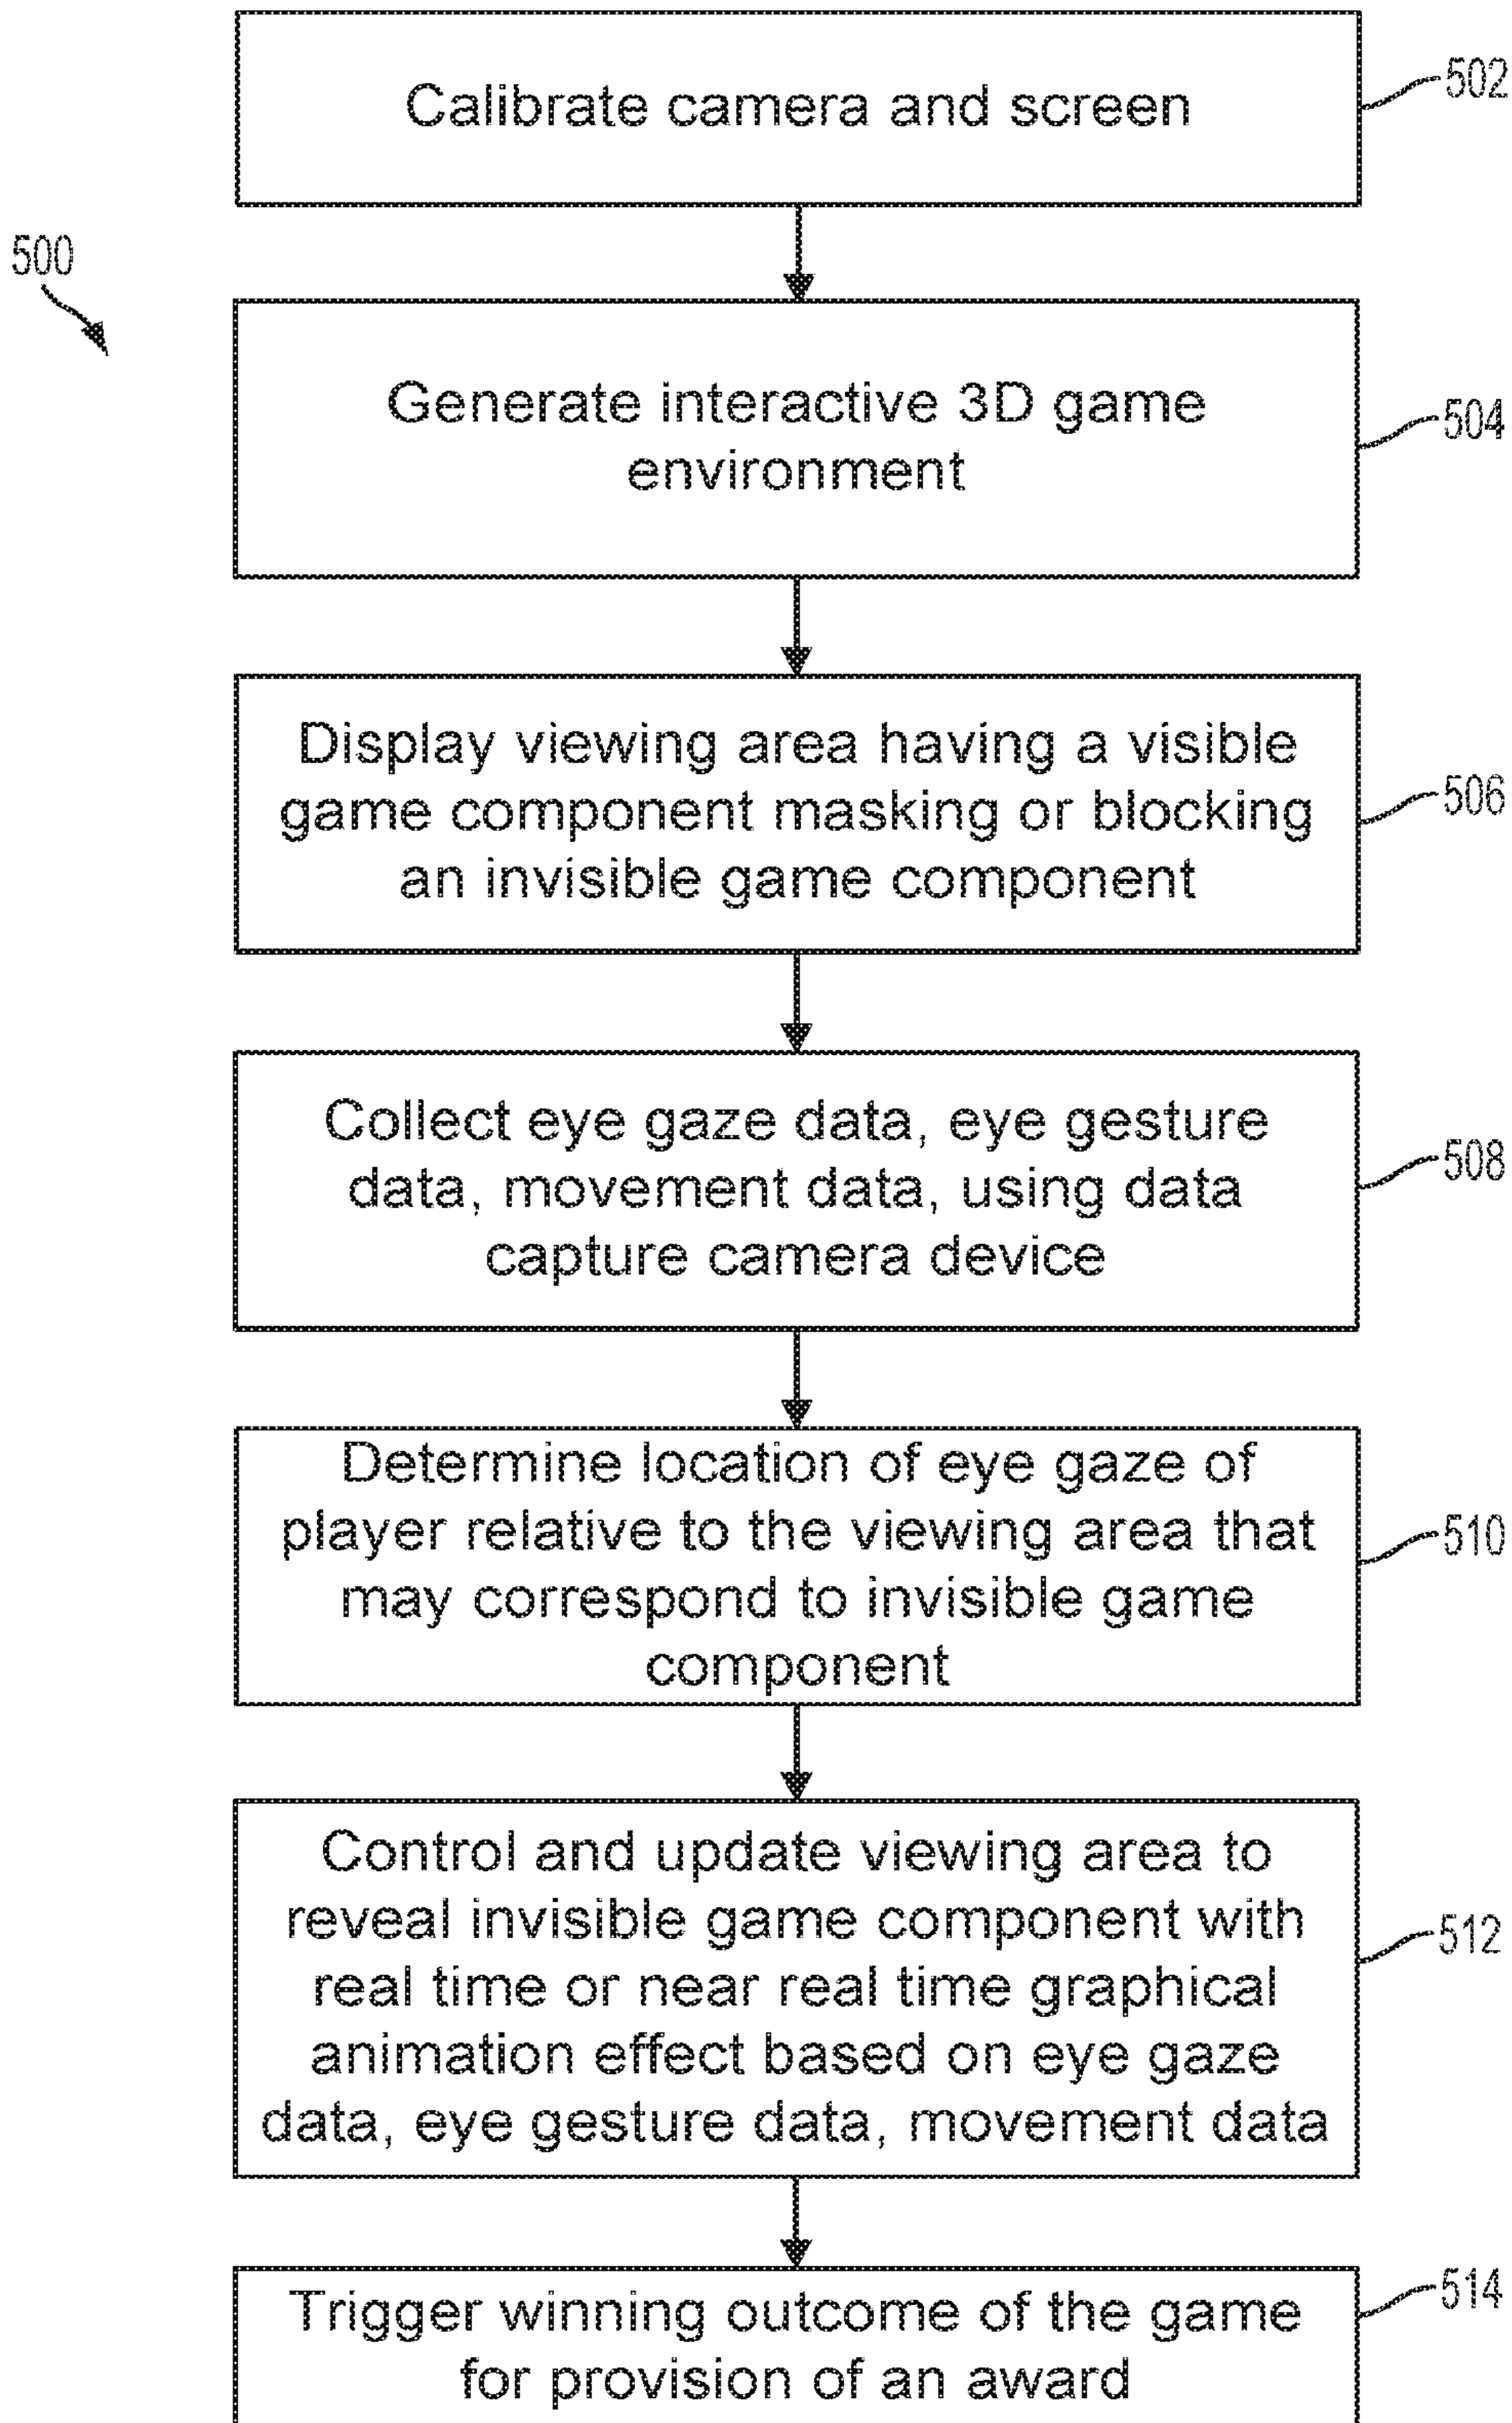 Calibrate camera and screen
502
500
Generate interactive 3D game
environment
504
Display viewing area having a visible
game component masking or blocking
an invisible game component
506
Collect eye gaze data, eye gesture
data, movement data, using data
capture camera device
508
Determine location of eye gaze of
player relative to the viewing area that
may correspond to invisible game
component
510
Control and update viewing area to
reveal invisible game component with
real time or near real time graphical
animation effect based on eye gaze
data, eye gesture data, movement data
512
Trigger winning outcome of the game
for provision of an award
514